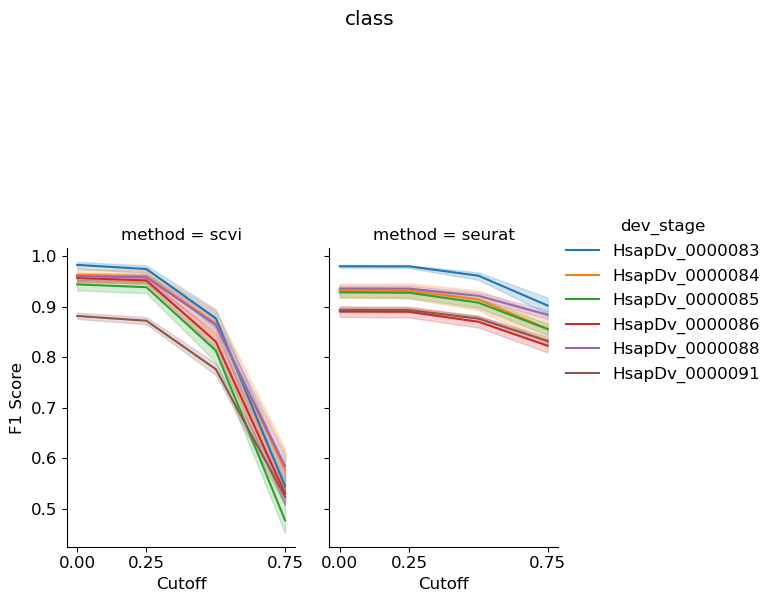 class
method = scvi
method = seurat
dev_stage
HsapDv_0000083
HsapDv_0000084
HsapDv_0000085
HsapDv_0000086
HsapDv_0000088
HsapDv_0000091
F1 Score
1.0
0.9
0.8
0.7
0.6
0.5
0.00 0.25 0.75
0.00 0.25 0.75
Cutoff
Cutoff